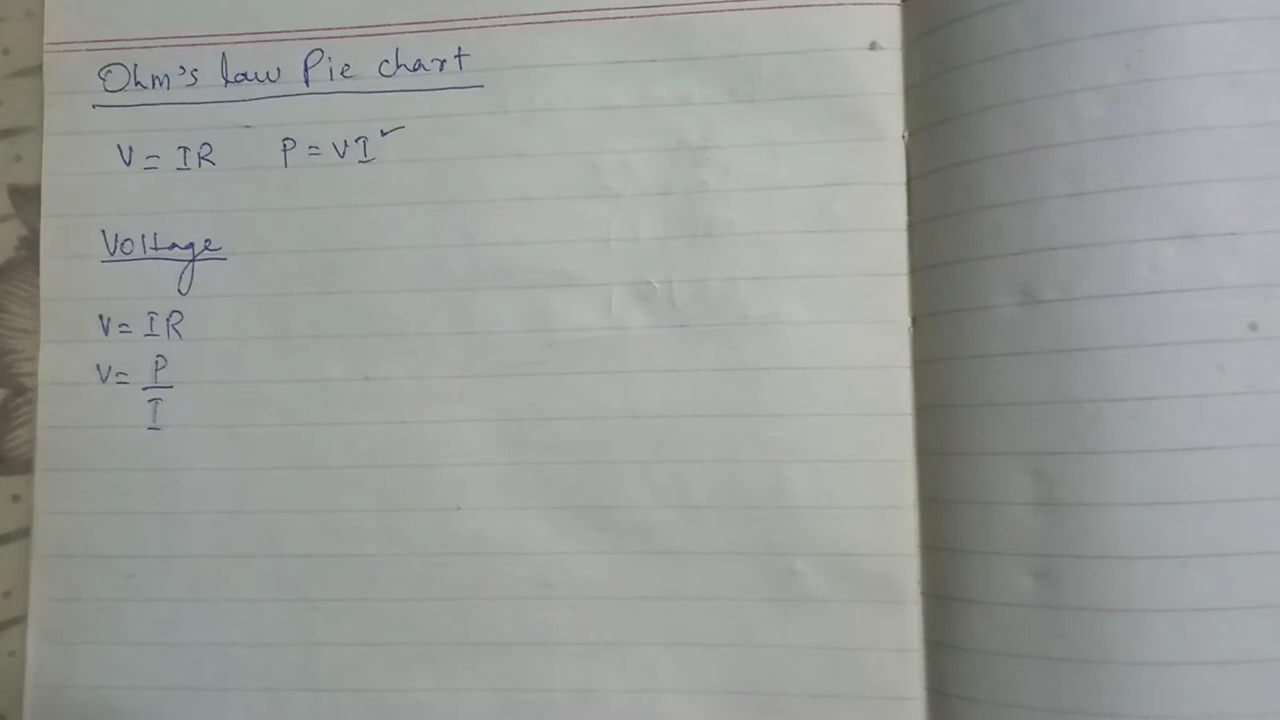 Ohm's law Pie chart
V = IR P = VI ✓
Voltage
V = IR
V = P/I